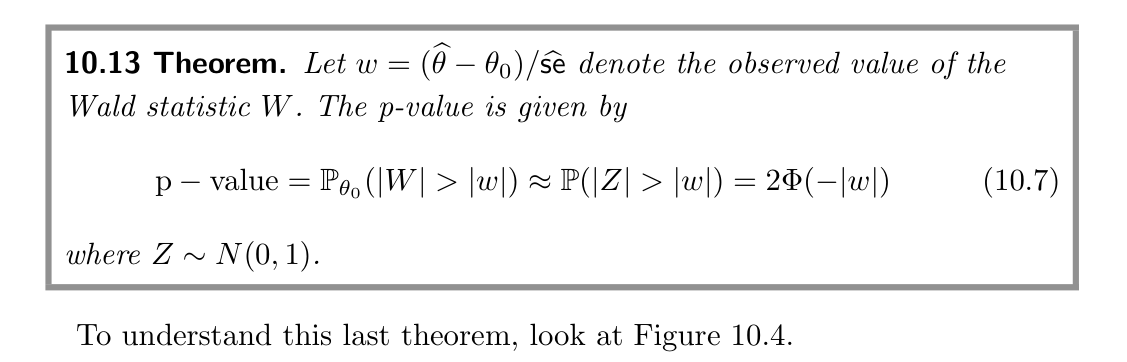 10.13 Theorem. Let w = (θ̂ − θ₀)/ŝe denote the observed value of the
Wald statistic W. The p-value is given by
p − value = ℙ_θ₀(|W| > |w|) ≈ ℙ(|Z| > |w|) = 2Φ(−|w|) (10.7)
where Z ∼ N(0, 1).
To understand this last theorem, look at Figure 10.4.